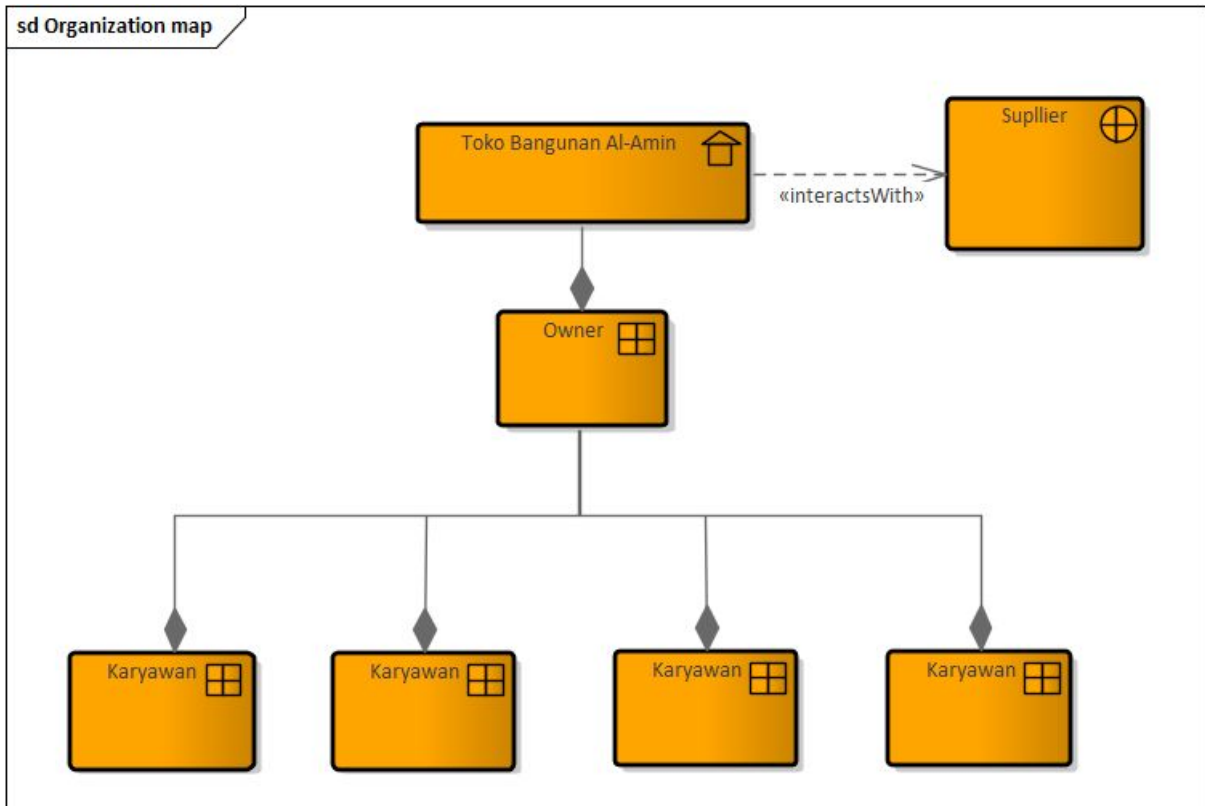 sd Organization map
Toko Bangunan Al-Amin
Supllier
«interactsWith»
Owner
Karyawan
Karyawan
Karyawan
Karyawan